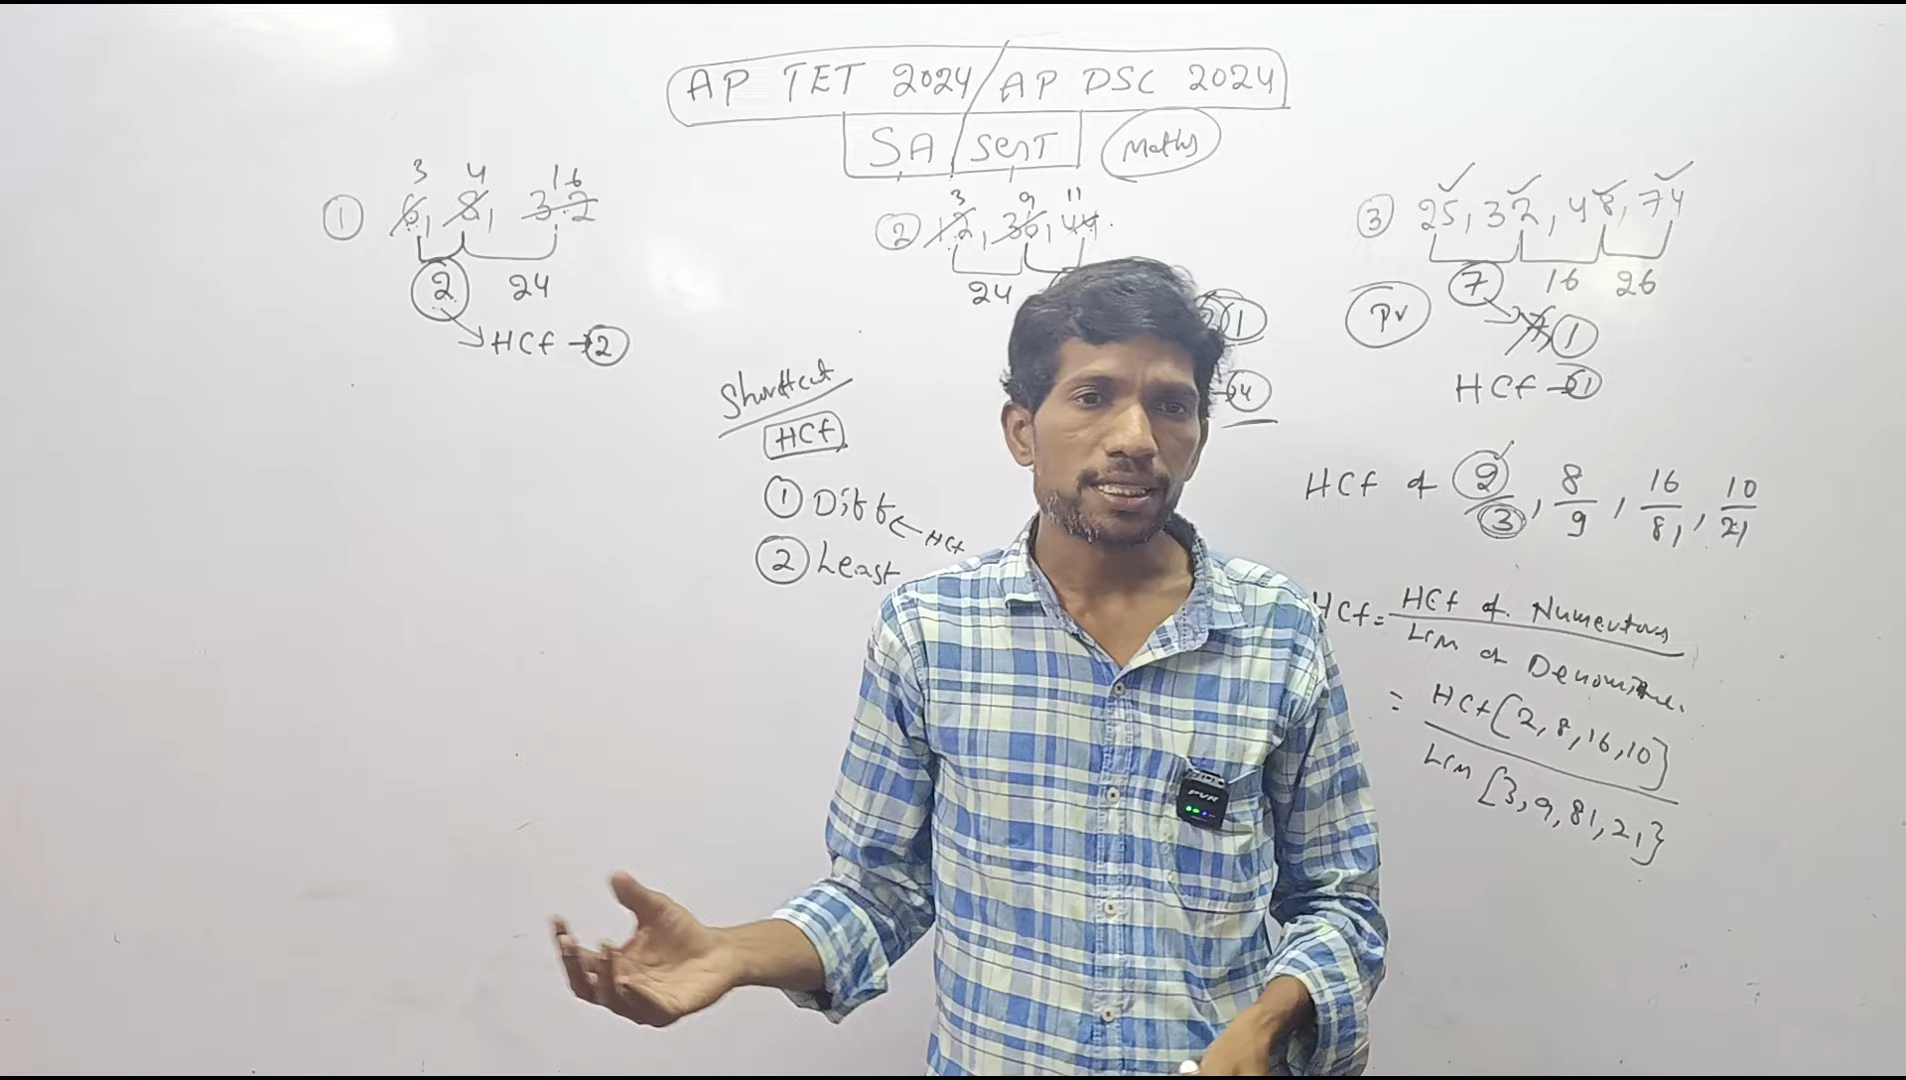 AP TET 2024/AP DSC 2024
SA/SGT Maths
3 4 16
① 6, 8, 32
2 24
HCf → 2
3 9 11
② 12, 36, 44
24
1
4
③ 25, 32, 48, 74
7 16 26
PV
1
HCf → 1
Shortcut
HCf
① Diff ← HCf
② Least
HCf of 2/3, 8/9, 16/81, 10/21
HCf = HCf of Numerators
LCM of
= HCf {2, 8, 16, 10}
LCM {3, 9, 81, 21}
PVR